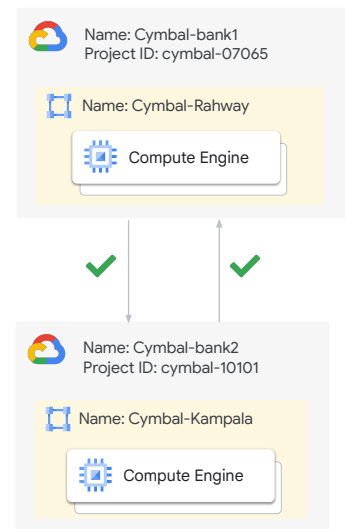 Name: Cymbal-bank1
Project ID: cymbal-07065
Name: Cymbal-Rahway
Compute Engine
Name: Cymbal-bank2
Project ID: cymbal-10101
Name: Cymbal-Kampala
Compute Engine